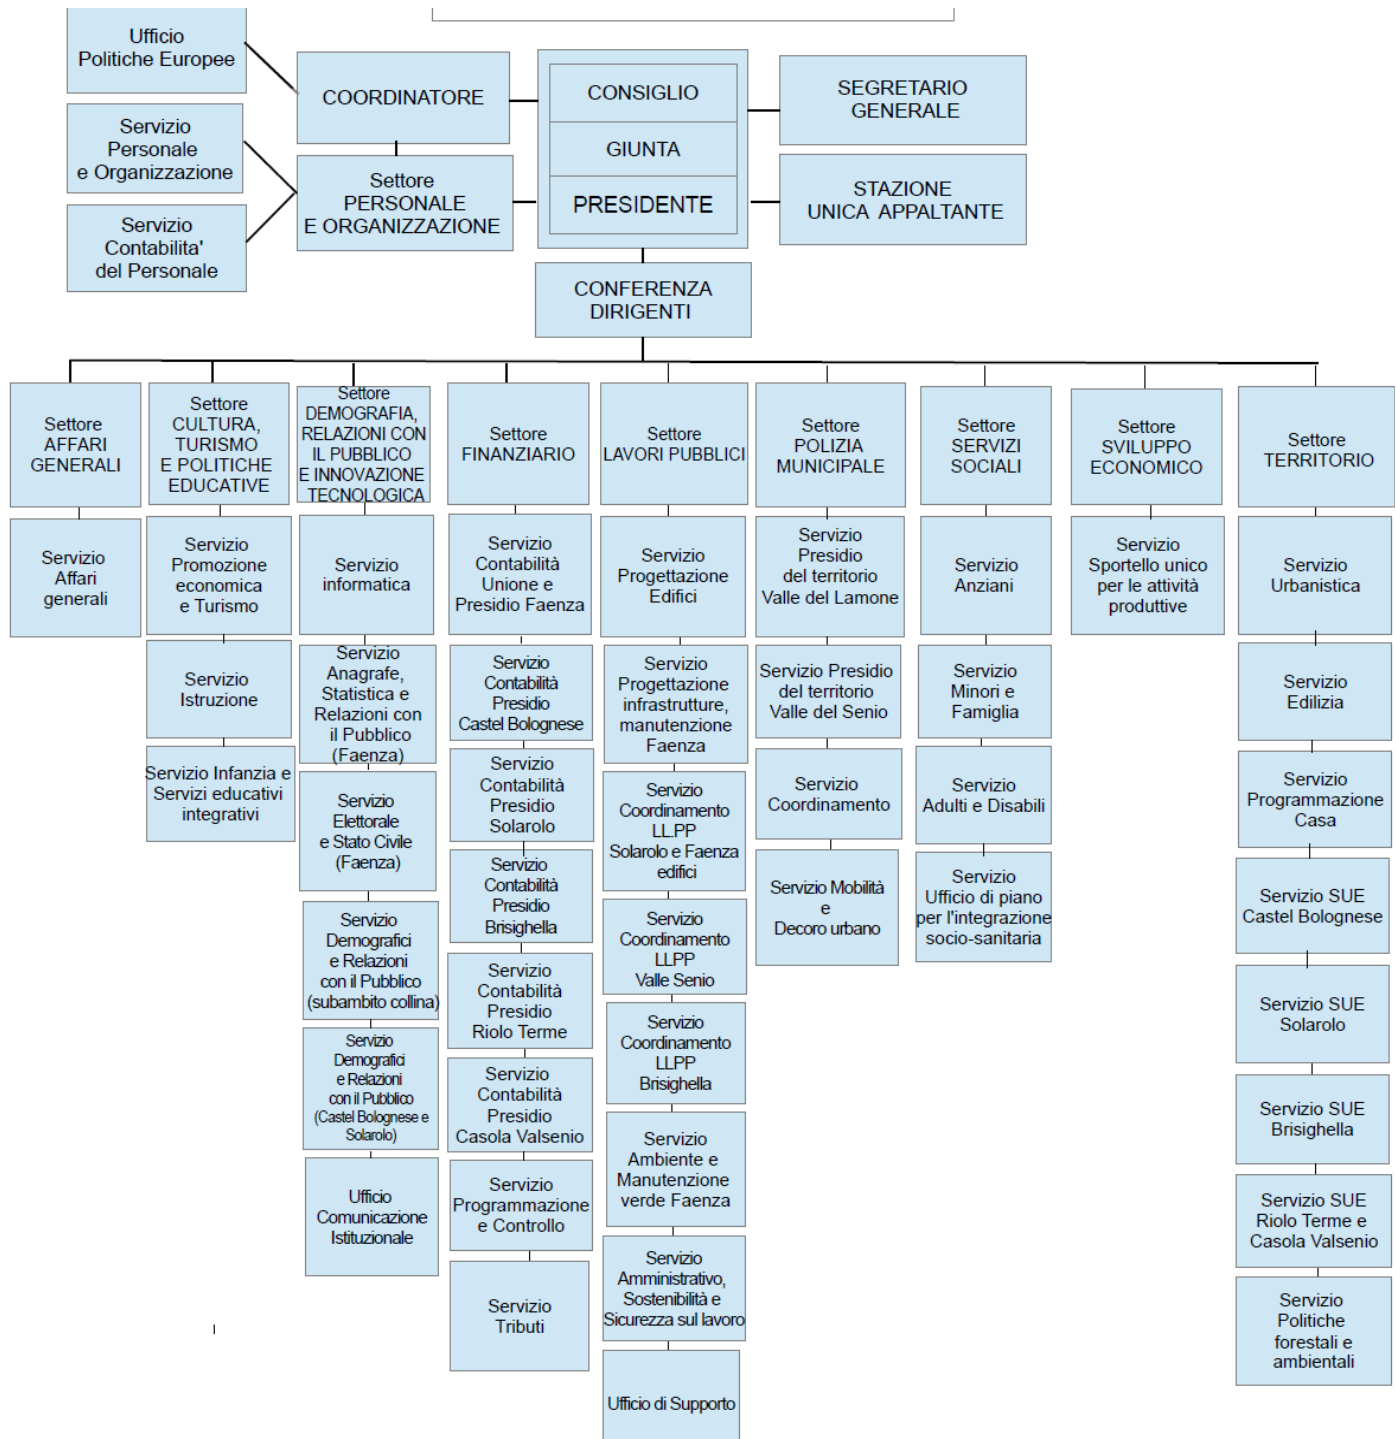 Ufficio
Politiche Europee
COORDINATORE
CONSIGLIO
GIUNTA
PRESIDENTE
SEGRETARIO
GENERALE
Servizio
Personale
e Organizzazione
Settore
PERSONALE
E ORGANIZZAZIONE
STAZIONE
UNICA APPALTANTE
Servizio
Contabilita'
del Personale
CONFERENZA
DIRIGENTI
Settore
AFFARI
GENERALI
Servizio
Affari
generali
Settore
CULTURA,
TURISMO
E POLITICHE
EDUCATIVE
Servizio
Promozione
economica
e Turismo
Servizio
Istruzione
Servizio Infanzia e
Servizi educativi
integrativi
Settore
DEMOGRAFIA,
RELAZIONI CON
IL PUBBLICO
E INNOVAZIONE
TECNOLOGICA
Servizio
informatica
Servizio
Anagrafe,
Statistica e
Relazioni con
il Pubblico
(Faenza)
Servizio
Elettorale
e Stato Civile
(Faenza)
Servizio
Demografici
e Relazioni
con il Pubblico
(subambito collina)
Servizio
Demografici
e Relazioni
con il Pubblico
(Castel Bolognese e
Solarolo)
Ufficio
Comunicazione
Istituzionale
Settore
FINANZIARIO
Servizio
Contabilità
Unione e
Presidio Faenza
Servizio
Contabilità
Presidio
Castel Bolognese
Servizio
Contabilità
Presidio
Solarolo
Servizio
Contabilità
Presidio
Brisighella
Servizio
Contabilità
Presidio
Riolo Terme
Servizio
Contabilità
Presidio
Casola Valsenio
Servizio
Programmazione
e Controllo
Servizio
Tributi
Settore
LAVORI PUBBLICI
Servizio
Progettazione
Edifici
Servizio
Progettazione
infrastrutture,
manutenzione
Faenza
Servizio
Coordinamento
LL.PP
Solarolo e Faenza
edifici
Servizio
Coordinamento
LLPP
Valle Senio
Servizio
Coordinamento
LLPP
Brisighella
Servizio
Ambiente e
Manutenzione
verde Faenza
Servizio
Amministrativo,
Sostenibilità e
Sicurezza sul lavoro
Ufficio di Supporto
Settore
POLIZIA
MUNICIPALE
Servizio
Presidio
del territorio
Valle del Lamone
Servizio Presidio
del territorio
Valle del Senio
Servizio
Coordinamento
Servizio Mobilità
e
Decoro urbano
Settore
SERVIZI
SOCIALI
Servizio
Anziani
Servizio
Minori e
Famiglia
Servizio
Adulti e Disabili
Servizio
Ufficio di piano
per l'integrazione
socio-sanitaria
Settore
SVILUPPO
ECONOMICO
Servizio
Sportello unico
per le attività
produttive
Settore
TERRITORIO
Servizio
Urbanistica
Servizio
Edilizia
Servizio
Programmazione
Casa
Servizio SUE
Castel Bolognese
Servizio SUE
Solarolo
Servizio SUE
Brisighella
Servizio SUE
Riolo Terme e
Casola Valsenio
Servizio
Politiche
forestali e
ambientali